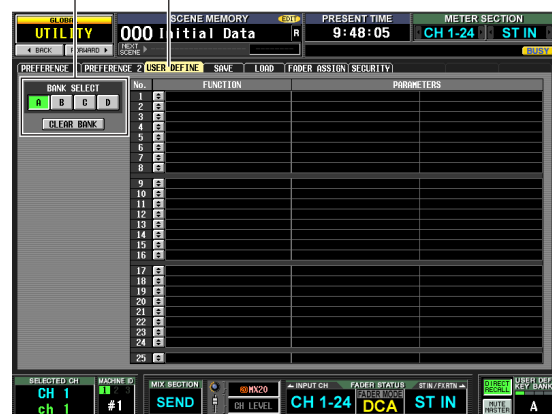 GLOBAL
UTILITY
BACK FORWARD
SCENE MEMORY EDIT
000 Initial Data R
NEXT SCENE
PRESENT TIME
9:48:05
METER SECTION
CH 1-24 ST IN
BUSY
PREFERENCE 1 PREFERENCE 2 USER DEFINE SAVE LOAD FADER ASSIGN SECURITY
BANK SELECT
A B C D
CLEAR BANK
No. FUNCTION PARAMETERS
1
2
3
4
5
6
7
8
9
10
11
12
13
14
15
16
17
18
19
20
21
22
23
24
25
SELECTED CH
CH 1
ch 1
MACHINE ID
1 2 3
#1
MIX SECTION
SEND
MX20
CH LEVEL
INPUT CH FADER STATUS ST IN/FXRTN
FADER MODE
CH 1-24 DCA ST IN
DIRECT RECALL
MUTE MASTER
USER DEF
KEY BANK
A